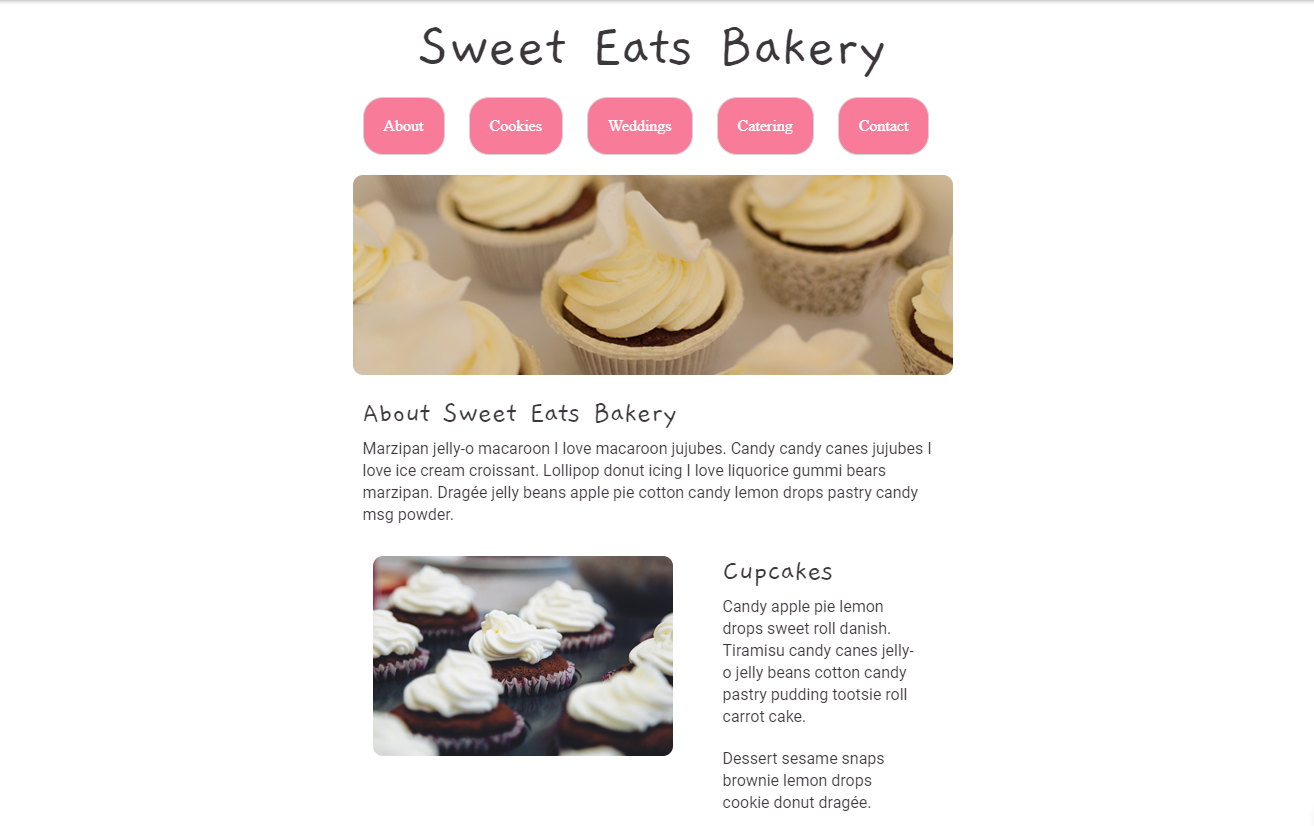 Sweet Eats Bakery
About
Cookies
Weddings
Catering
Contact
About Sweet Eats Bakery
Marzipan jelly-o macaroon I love macaroon jujubes. Candy candy canes jujubes I
love ice cream croissant. Lollipop donut icing I love liquorice gummi bears
marzipan. Dragée jelly beans apple pie cotton candy lemon drops pastry candy
msg powder.
Cupcakes
Candy apple pie lemon
drops sweet roll danish.
Tiramisu candy canes jelly-
o jelly beans cotton candy
pastry pudding tootsie roll
carrot cake.
Dessert sesame snaps
brownie lemon drops
cookie donut dragée.